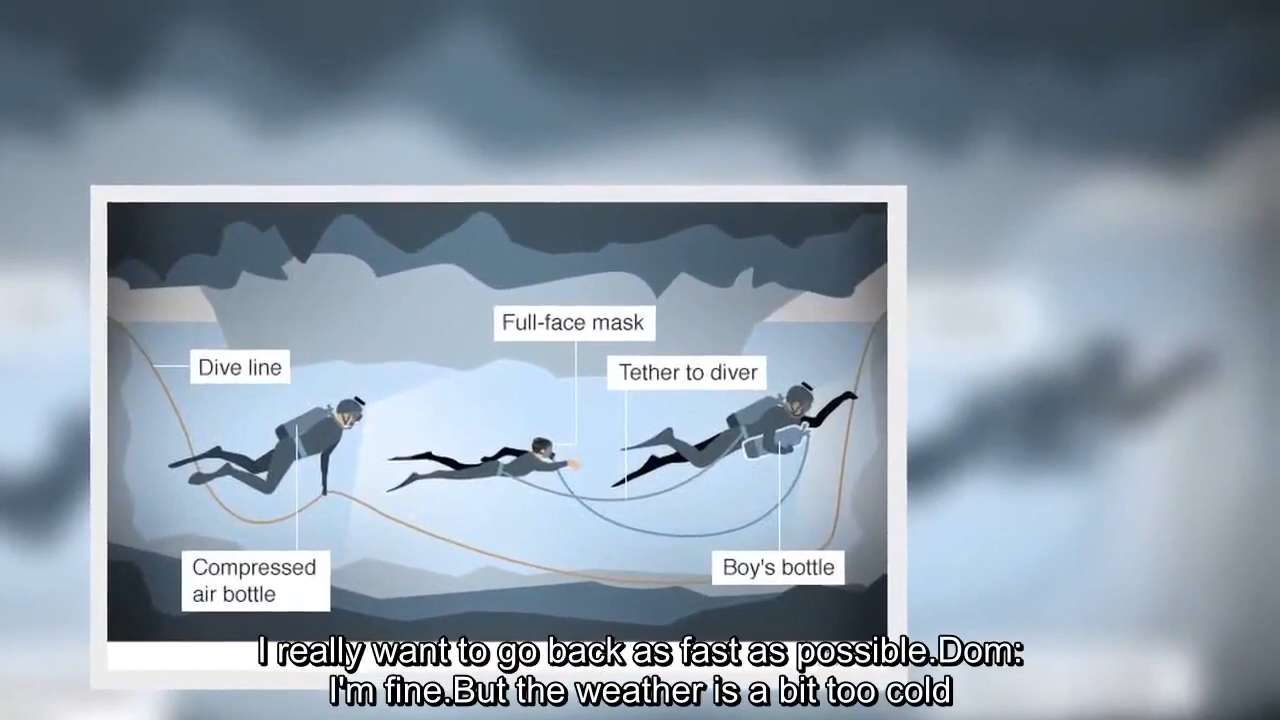 Full-face mask
Dive line
Tether to diver
Compressed
air bottle
Boy's bottle
I really want to go back as fast as possible.Dom:
I'm fine.But the weather is a bit too cold